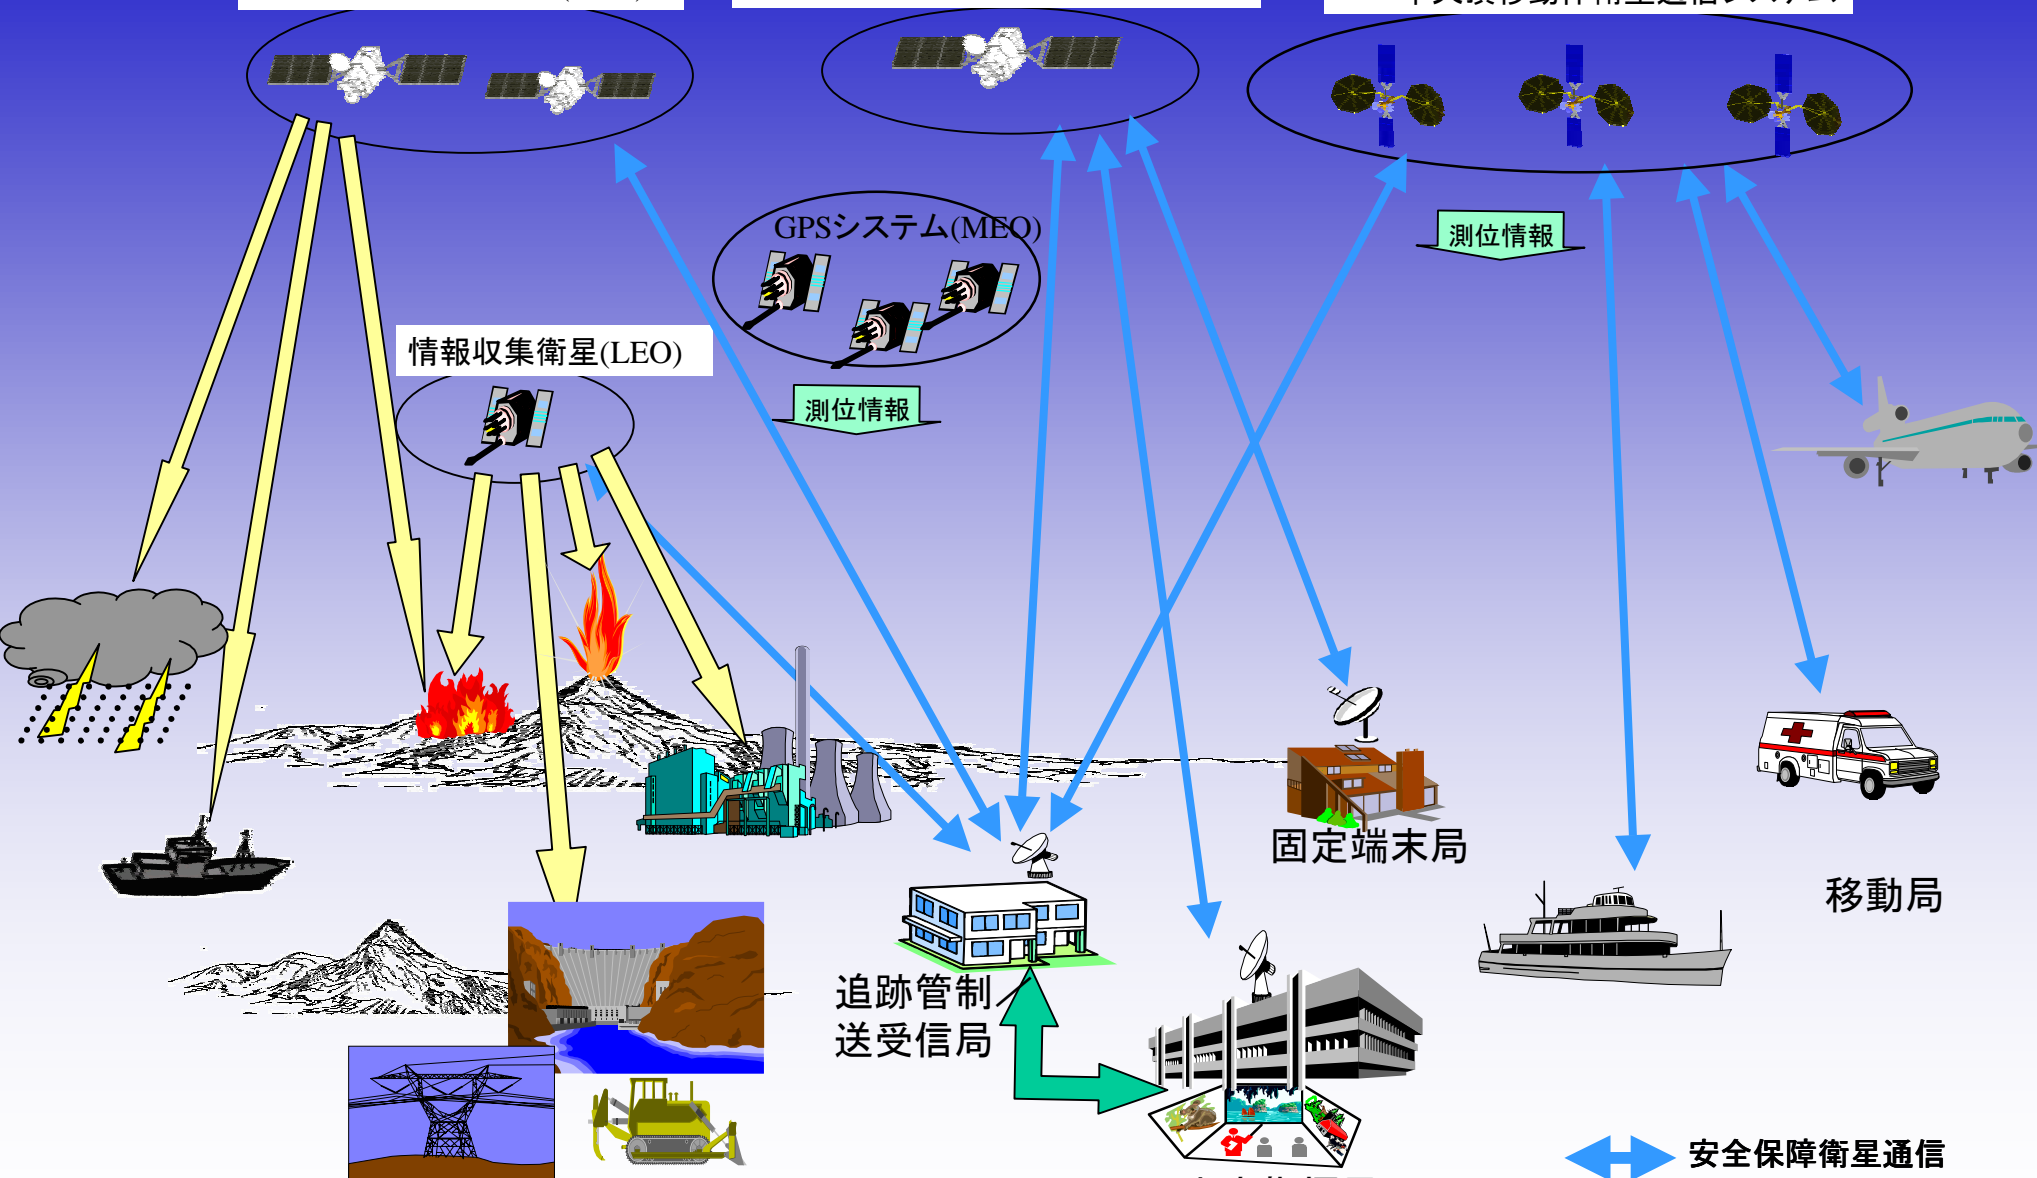 GPSシステム(MEO)
測位情報
情報収集衛星(LEO)
測位情報
固定端末局
移動局
追跡管制／
送受信局
安全保障衛星通信